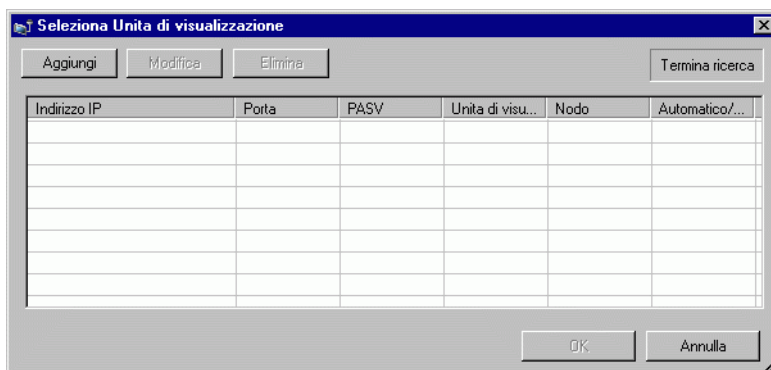 Seleziona Unita di visualizzazione
Aggiungi Modifica Elimina Termina ricerca
Indirizzo IP Porta PASV Unita di visu... Nodo Automatico/...
OK Annulla